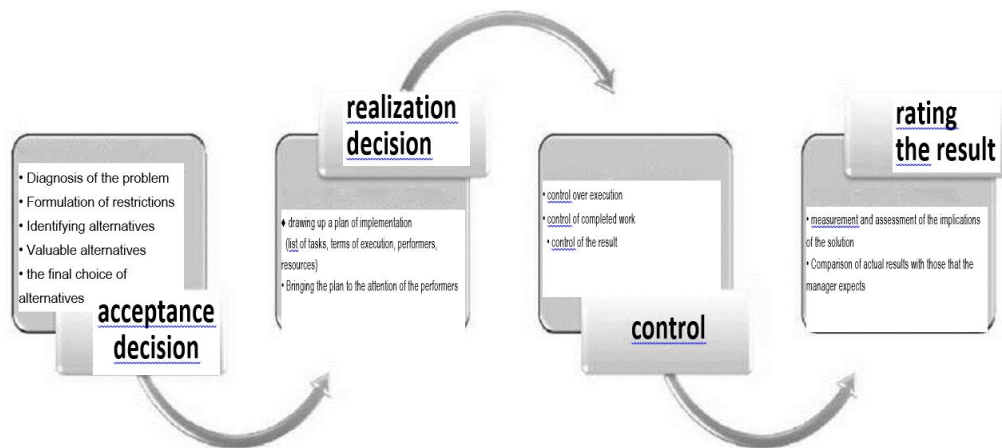 • Diagnosis of the problem
• Formulation of restrictions
• Identifying alternatives
• Valuable alternatives
• the final choice of
alternatives
acceptance
decision
realization
decision
♦ drawing up a plan of implementation
(list of tasks, terms of execution, performers,
resources)
• Bringing the plan to the attention of the performers
• control over execution
• control of completed work
• control of the result
control
rating
the result
• measurement and assessment of the implications
of the solution
• Comparison of actual results with those that the
manager expects